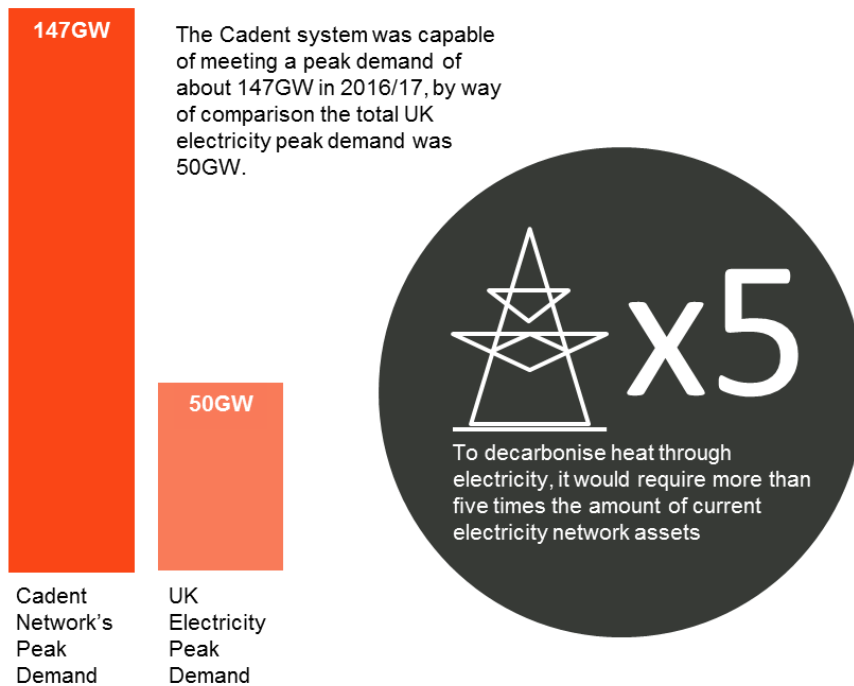 147GW
The Cadent system was capable
of meeting a peak demand of
about 147GW in 2016/17, by way
of comparison the total UK
electricity peak demand was
50GW.
x5
50GW
To decarbonise heat through
electricity, it would require more than
five times the amount of current
electricity network assets
Cadent
Network’s
Peak
Demand
UK
Electricity
Peak
Demand